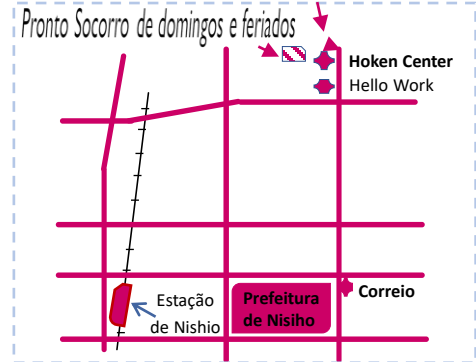 Pronto Socorro de domingos e feriados
Hoken Center
Hello Work
Estação
de Nishio
Prefeitura
de Nisiho
Correio